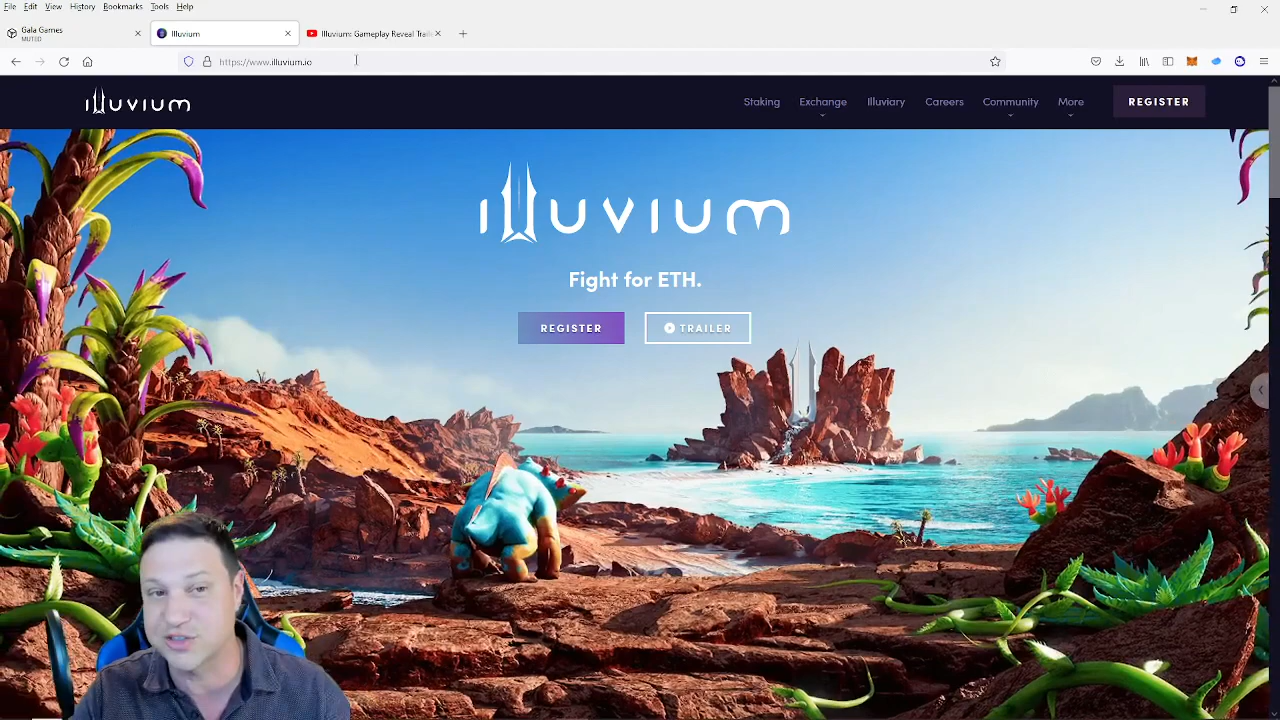 File Edit View History Bookmarks Tools Help
Gala Games
MUTED
Illuvium
Illuvium: Gameplay Reveal Traile
https://www.illuvium.io
illuvium
Staking
Exchange
Illuviary
Careers
Community
More
REGISTER
illuvium
Fight for ETH.
REGISTER
TRAILER